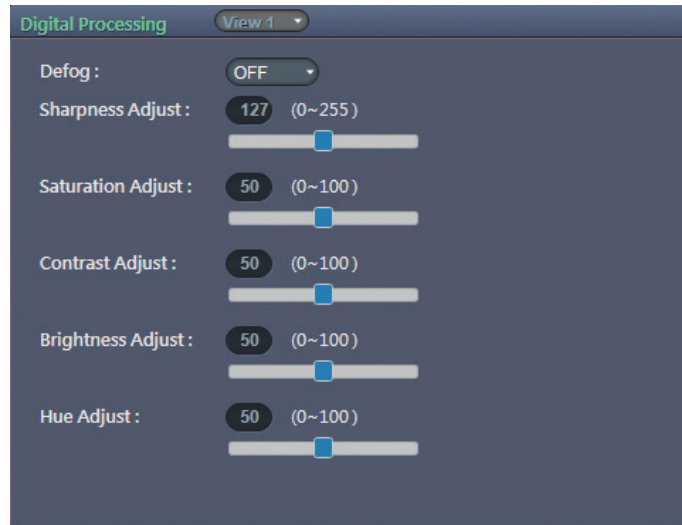 Digital Processing View 1
Defog : OFF
Sharpness Adjust : 127 (0~255)
Saturation Adjust : 50 (0~100)
Contrast Adjust : 50 (0~100)
Brightness Adjust : 50 (0~100)
Hue Adjust : 50 (0~100)